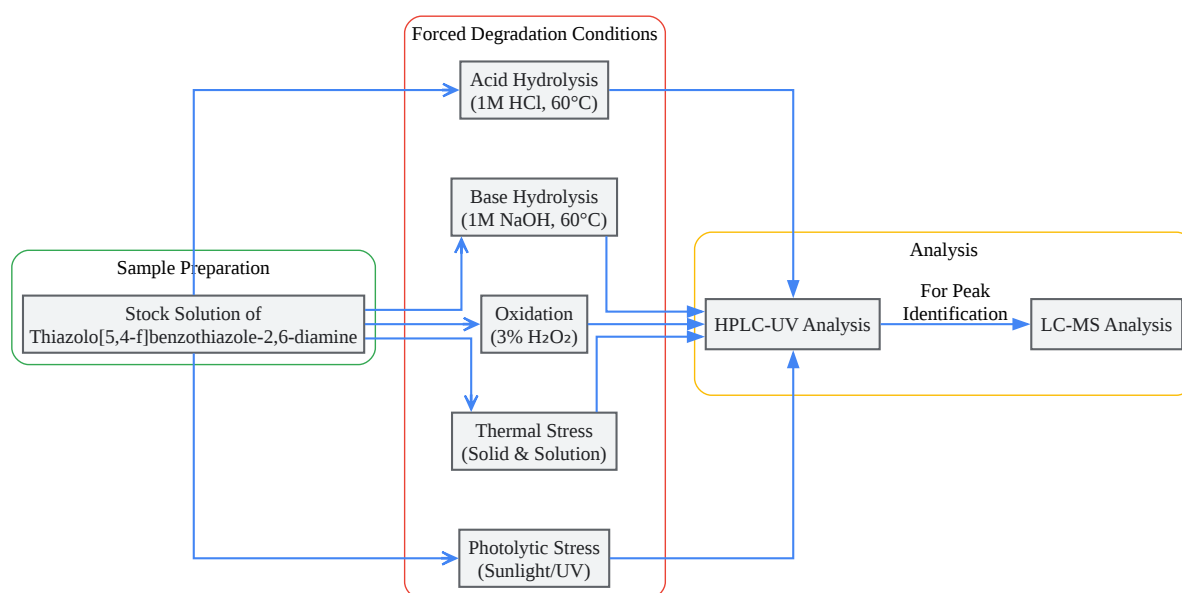 Forced Degradation Conditions
Acid Hydrolysis
(1M HCl, 60°C)
Base Hydrolysis
(1M NaOH, 60°C)
Sample Preparation
Stock Solution of
Thiazolo[5,4-f]benzothiazole-2,6-diamine
Oxidation
(3% H₂O₂)
Thermal Stress
(Solid & Solution)
Photolytic Stress
(Sunlight/UV)
Analysis
HPLC-UV Analysis
For Peak
Identification
LC-MS Analysis